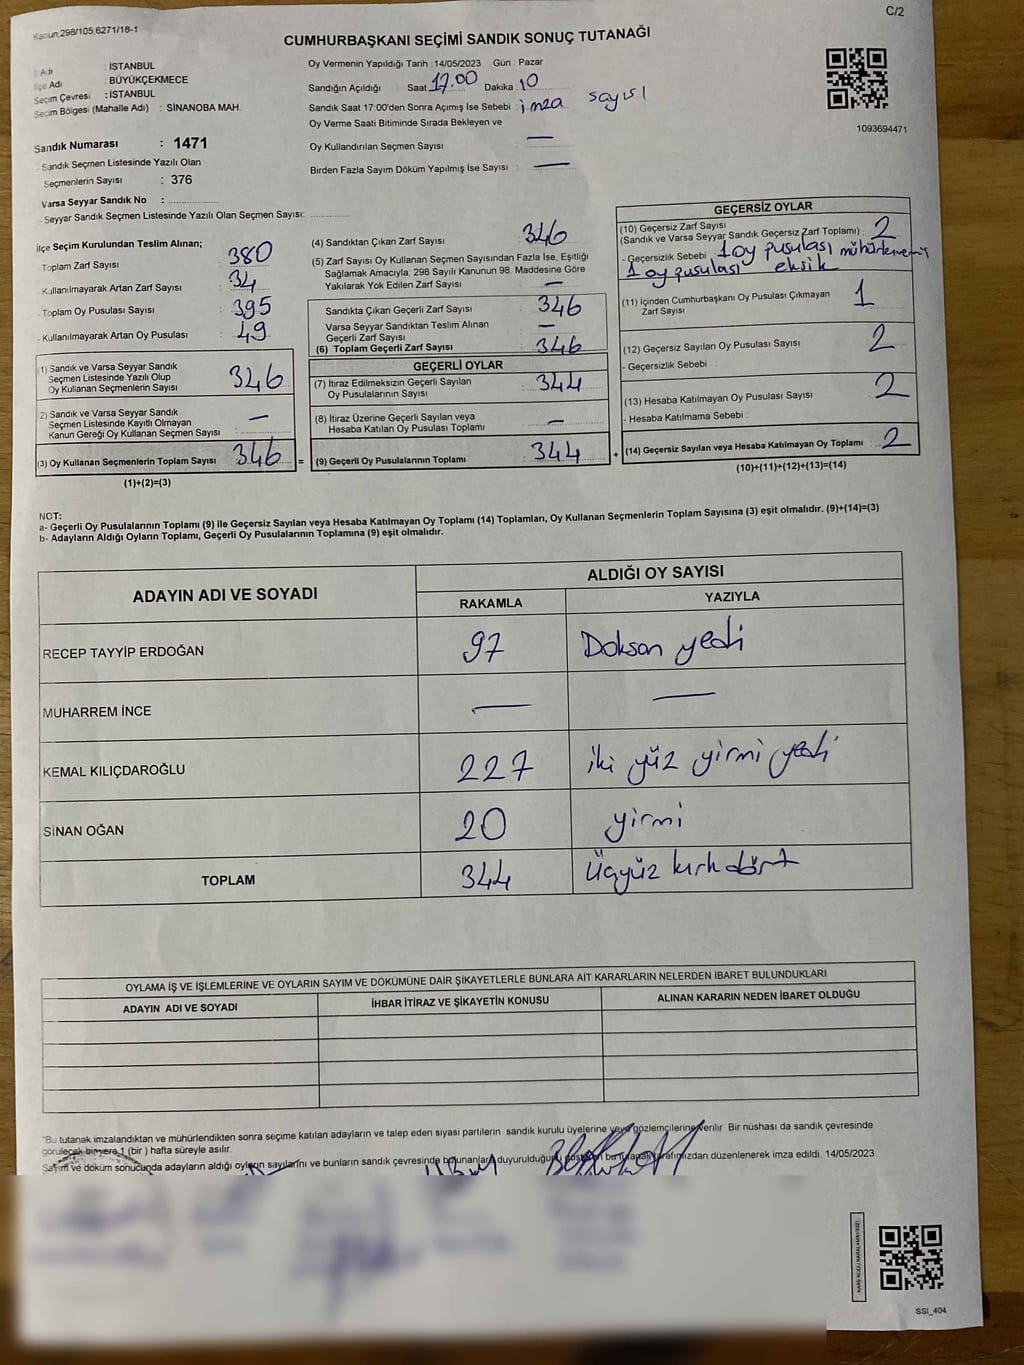 C/2
Kanun;298/105,6271/18-1
CUMHURBAŞKANI SEÇİMİ SANDIK SONUÇ TUTANAĞI
Adı : İSTANBUL
İlçe Adı : BÜYÜKÇEKMECE
Seçim Çevresi : İSTANBUL
Seçim Bölgesi (Mahalle Adı) : SİNANOBA MAH.
Sandık Numarası : 1471
Sandık Seçmen Listesinde Yazılı Olan
Seçmenlerin Sayısı : 376
Varsa Seyyar Sandık No :
- Seyyar Sandık Seçmen Listesinde Yazılı Olan Seçmen Sayısı:
Oy Vermenin Yapıldığı Tarih : 14/05/2023 Gün : Pazar
Sandığın Açıldığı Saat 17.00 Dakika 10
Sandık Saat 17:00'den Sonra Açımış İse Sebebi : imza sayısı
Oy Verme Saati Bitiminde Sırada Bekleyen ve
Oy Kullandırılan Seçmen Sayısı : —
Birden Fazla Sayım Döküm Yapılmış İse Sayısı : —
1093694471
İlçe Seçim Kurulundan Teslim Alınan;
Toplam Zarf Sayısı : 380
Kullanılmayarak Artan Zarf Sayısı : 34
- Toplam Oy Pusulası Sayısı : 395
- Kullanılmayarak Artan Oy Pusulası : 49
(1) Sandık ve Varsa Seyyar Sandık
Seçmen Listesinde Yazılı Olup
Oy Kullanan Seçmenlerin Sayısı : 346
(2) Sandık ve Varsa Seyyar Sandık
Seçmen Listesinde Kayıtlı Olmayan
Kanun Gereği Oy Kullanan Seçmen Sayısı : —
(3) Oy Kullanan Seçmenlerin Toplam Sayısı 346 =
(1)+(2)=(3)
(4) Sandıktan Çıkan Zarf Sayısı : 346
(5) Zarf Sayısı Oy Kullanan Seçmen Sayısından Fazla İse, Eşitliği
Sağlamak Amacıyla, 298 Sayılı Kanunun 98. Maddesine Göre
Yakılarak Yok Edilen Zarf Sayısı : —
Sandıkta Çıkan Geçerli Zarf Sayısı : 346
Varsa Seyyar Sandıktan Teslim Alınan
Geçerli Zarf Sayısı : —
(6) Toplam Geçerli Zarf Sayısı : 346
GEÇERLİ OYLAR
(7) İtiraz Edilmeksizin Geçerli Sayılan
Oy Pusulalarının Sayısı : 344
(8) İtiraz Üzerine Geçerli Sayılan veya
Hesaba Katılan Oy Pusulası Toplamı : —
(9) Geçerli Oy Pusulalarının Toplamı : 344 +
GEÇERSİZ OYLAR
(10) Geçersiz Zarf Sayısı
(Sandık ve Varsa Seyyar Sandık Geçersiz Zarf Toplamı) : 2
- Geçersizlik Sebebi : 1 oy pusulası mühürlenemiş
1 oy pusulası eksik
(11) İçinden Cumhurbaşkanı Oy Pusulası Çıkmayan
Zarf Sayısı : 1
(12) Geçersiz Sayılan Oy Pusulası Sayısı : 2
- Geçersizlik Sebebi :
(13) Hesaba Katılmayan Oy Pusulası Sayısı : 2
- Hesaba Katılmama Sebebi :
(14) Geçersiz Sayılan veya Hesaba Katılmayan Oy Toplamı : 2
(10)+(11)+(12)+(13)=(14)
NOT:
a- Geçerli Oy Pusulalarının Toplamı (9) ile Geçersiz Sayılan veya Hesaba Katılmayan Oy Toplamı (14) Toplamları, Oy Kullanan Seçmenlerin Toplam Sayısına (3) eşit olmalıdır. (9)+(14)=(3)
b- Adayların Aldığı Oyların Toplamı, Geçerli Oy Pusulalarının Toplamına (9) eşit olmalıdır.
ADAYIN ADI VE SOYADI ALDIĞI OY SAYISI
RAKAMLA YAZIYLA
RECEP TAYYİP ERDOĞAN 97 Doksan yedi
MUHARREM İNCE — —
KEMAL KILIÇDAROĞLU 227 iki yüz yirmi yedi
SİNAN OĞAN 20 yirmi
TOPLAM 344 Üçyüz kırk dört
OYLAMA İŞ VE İŞLEMLERİNE VE OYLARIN SAYIM VE DÖKÜMÜNE DAİR ŞİKAYETLERLE BUNLARA AİT KARARLARIN NELERDEN İBARET BULUNDUKLARI
ADAYIN ADI VE SOYADI İHBAR İTİRAZ VE ŞİKAYETİN KONUSU ALINAN KARARIN NEDEN İBARET OLDUĞU
"Bu tutanak imzalandıktan ve mühürlendikten sonra seçime katılan adayların ve talep eden siyasi partilerin sandık kurulu üyelerine veya gözlemcilerine verilir Bir nüshası da sandık çevresinde
görülecek bir yere 1 (bir) hafta süreyle asılır.
Sayım ve döküm sonucunda adayların aldığı oyların sayılarını ve bunların sandık çevresinde bulunanlara duyurulduğunu gösteren bu tutanak tarafımızdan düzenlenerek imza edildi. 14/05/2023
KARE KODU KARALAMAYINIZ!
SSI_404